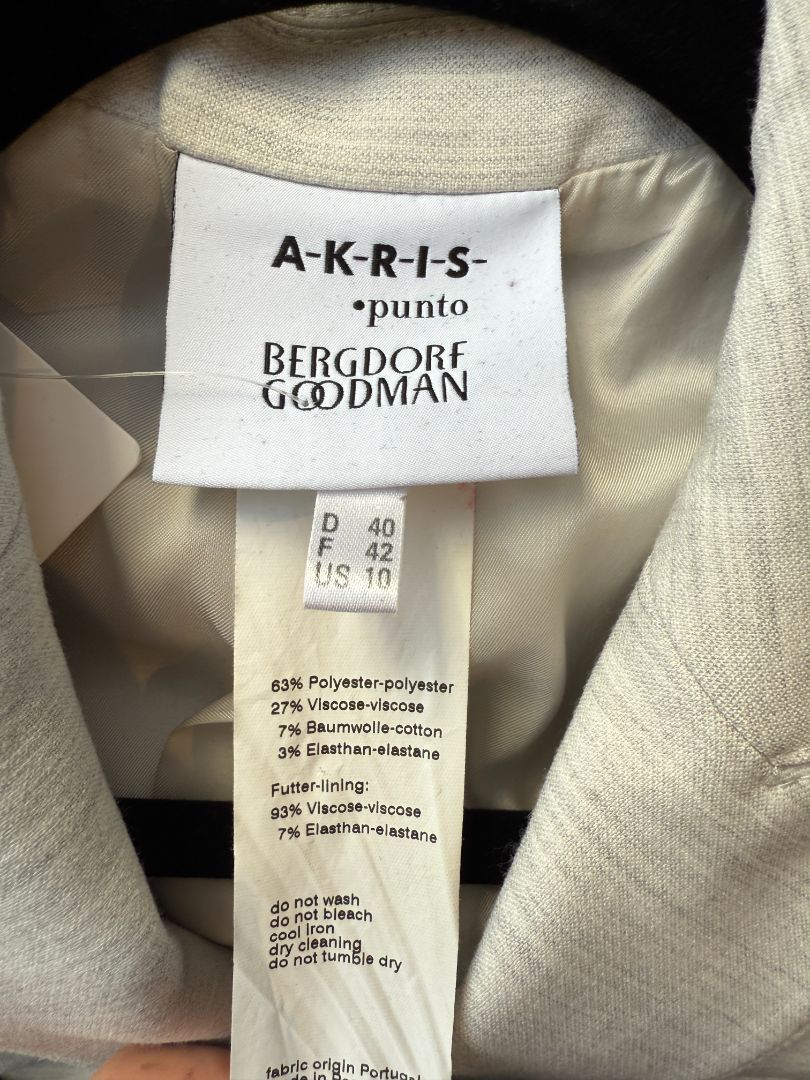 A-K-R-I-S-
•punto
BERGDORF
GOODMAN
D 40
F 42
US 10
63% Polyester-polyester
27% Viscose-viscose
7% Baumwolle-cotton
3% Elasthan-elastane
Futter-lining:
93% Viscose-viscose
7% Elasthan-elastane
do not wash
do not bleach
cool iron
dry cleaning
do not tumble dry
fabric origin Portugal